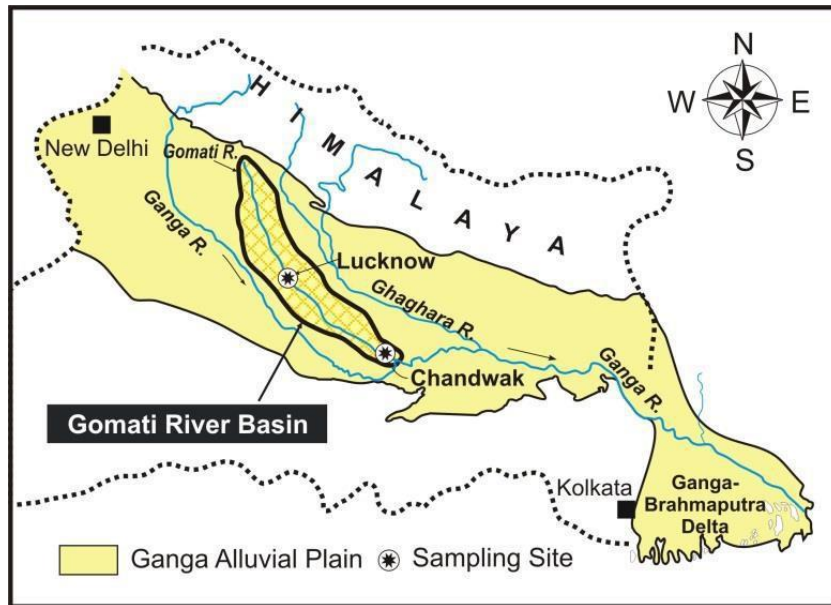 N
W E
S
HIMALAYA
New Delhi
Gomati R.
Ganga R.
Lucknow
Ghaghara R.
Chandwak
Ganga R.
Gomati River Basin
Kolkata
Ganga-
Brahmaputra
Delta
Ganga Alluvial Plain Sampling Site